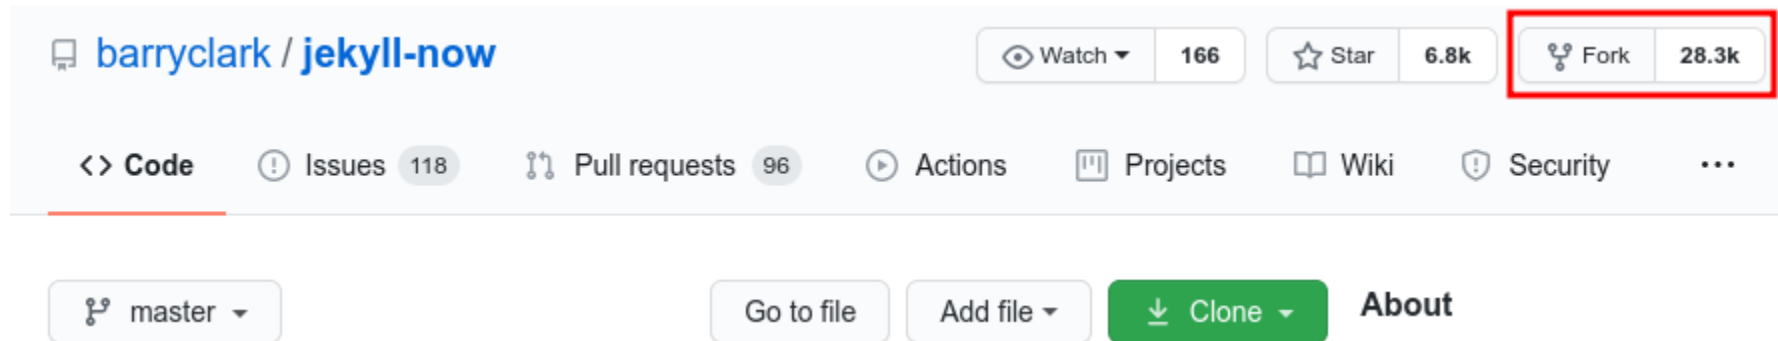 barryclark / jekyll-now Watch 166 Star 6.8k Fork 28.3k
<> Code Issues 118 Pull requests 96 Actions Projects Wiki Security ...
master Go to file Add file Clone About